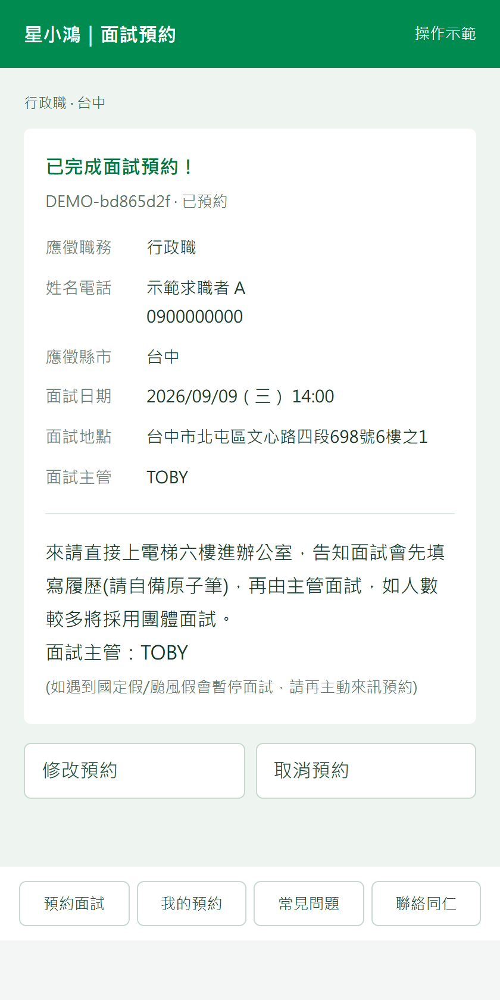 星小鴻｜面試預約
操作示範
行政職 · 台中
已完成面試預約！
DEMO-bd865d2f · 已預約
應徵職務 行政職
姓名電話 示範求職者 A
0900000000
應徵縣市 台中
面試日期 2026/09/09（三）14:00
面試地點 台中市北屯區文心路四段698號6樓之1
面試主管 TOBY
來請直接上電梯六樓進辦公室，告知面試會先填
寫履歷(請自備原子筆)，再由主管面試，如人數
較多將採用團體面試。
面試主管：TOBY
(如遇到國定假/颱風假會暫停面試，請再主動來訊預約)
修改預約
取消預約
預約面試
我的預約
常見問題
聯絡同仁